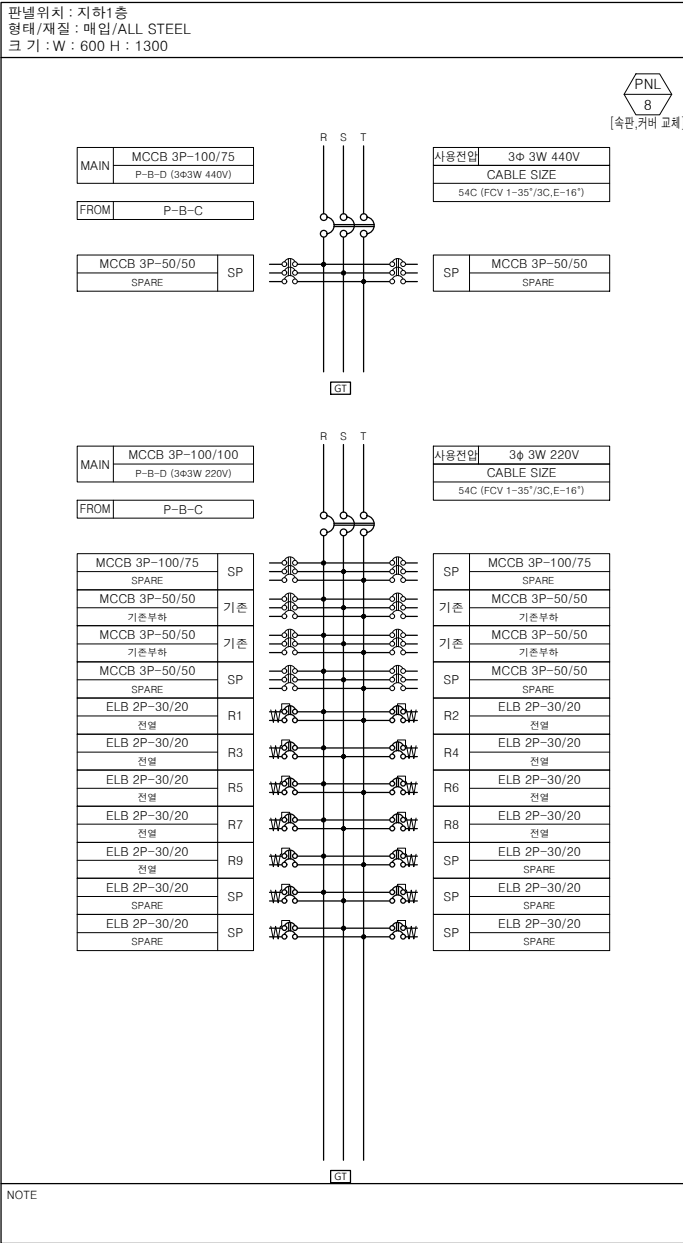 판넬위치 : 지하1층
형태/재질 : 매입/ALL STEEL
크 기 : W : 600 H : 1300
PNL
8
[속판,커버 교체]
R S T
MAIN MCCB 3P-100/75
P-B-D (3Φ3W 440V)
사용전압 3Φ 3W 440V
CABLE SIZE
54C (FCV 1-35"/3C,E-16")
FROM P-B-C
MCCB 3P-50/50 SP
SPARE
SP MCCB 3P-50/50
SPARE
GT
R S T
MAIN MCCB 3P-100/100
P-B-D (3Φ3W 220V)
사용전압 3ϕ 3W 220V
CABLE SIZE
54C (FCV 1-35"/3C,E-16")
FROM P-B-C
MCCB 3P-100/75 SP SP MCCB 3P-100/75
SPARE SPARE
MCCB 3P-50/50 기존 기존 MCCB 3P-50/50
기존부하 기존부하
MCCB 3P-50/50 기존 기존 MCCB 3P-50/50
기존부하 기존부하
MCCB 3P-50/50 SP SP MCCB 3P-50/50
SPARE SPARE
ELB 2P-30/20 R1 R2 ELB 2P-30/20
전열 전열
ELB 2P-30/20 R3 R4 ELB 2P-30/20
전열 전열
ELB 2P-30/20 R5 R6 ELB 2P-30/20
전열 전열
ELB 2P-30/20 R7 R8 ELB 2P-30/20
전열 전열
ELB 2P-30/20 R9 SP ELB 2P-30/20
전열 SPARE
ELB 2P-30/20 SP SP ELB 2P-30/20
SPARE SPARE
ELB 2P-30/20 SP SP ELB 2P-30/20
SPARE SPARE
GT
NOTE